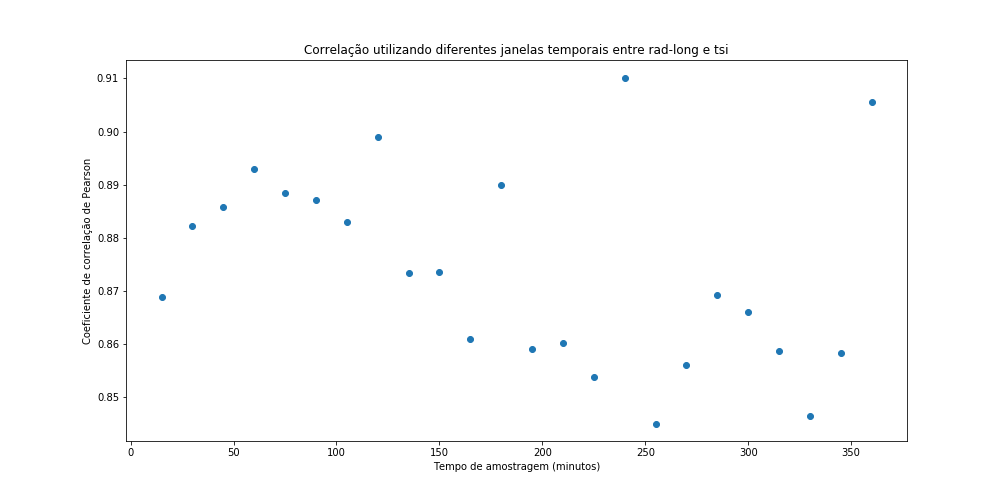 Correlação utilizando diferentes janelas temporais entre rad-long e tsi
0.91
0.90
0.89
0.88
0.87
0.86
0.85
Coeficiente de correlação de Pearson
0 50 100 150 200 250 300 350
Tempo de amostragem (minutos)